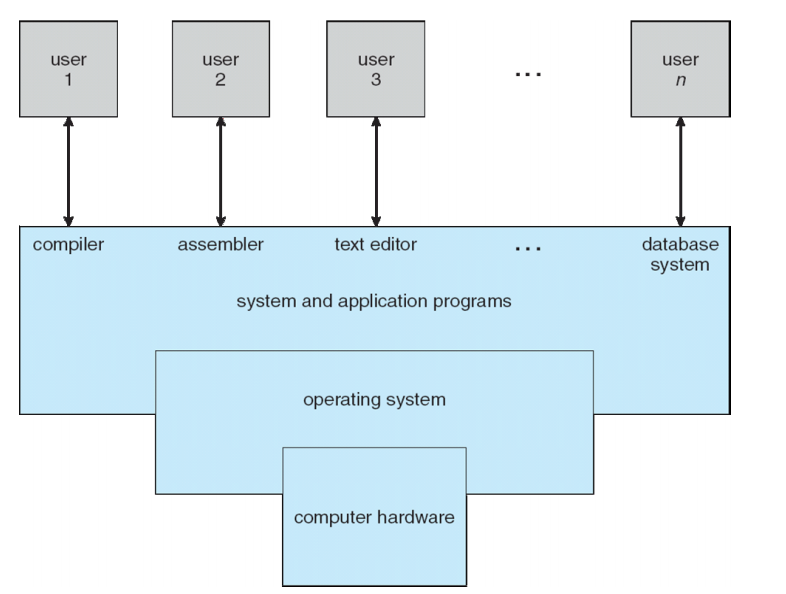 user
1
user
2
user
3
...
user
n
compiler
assembler
text editor
...
database
system
system and application programs
operating system
computer hardware